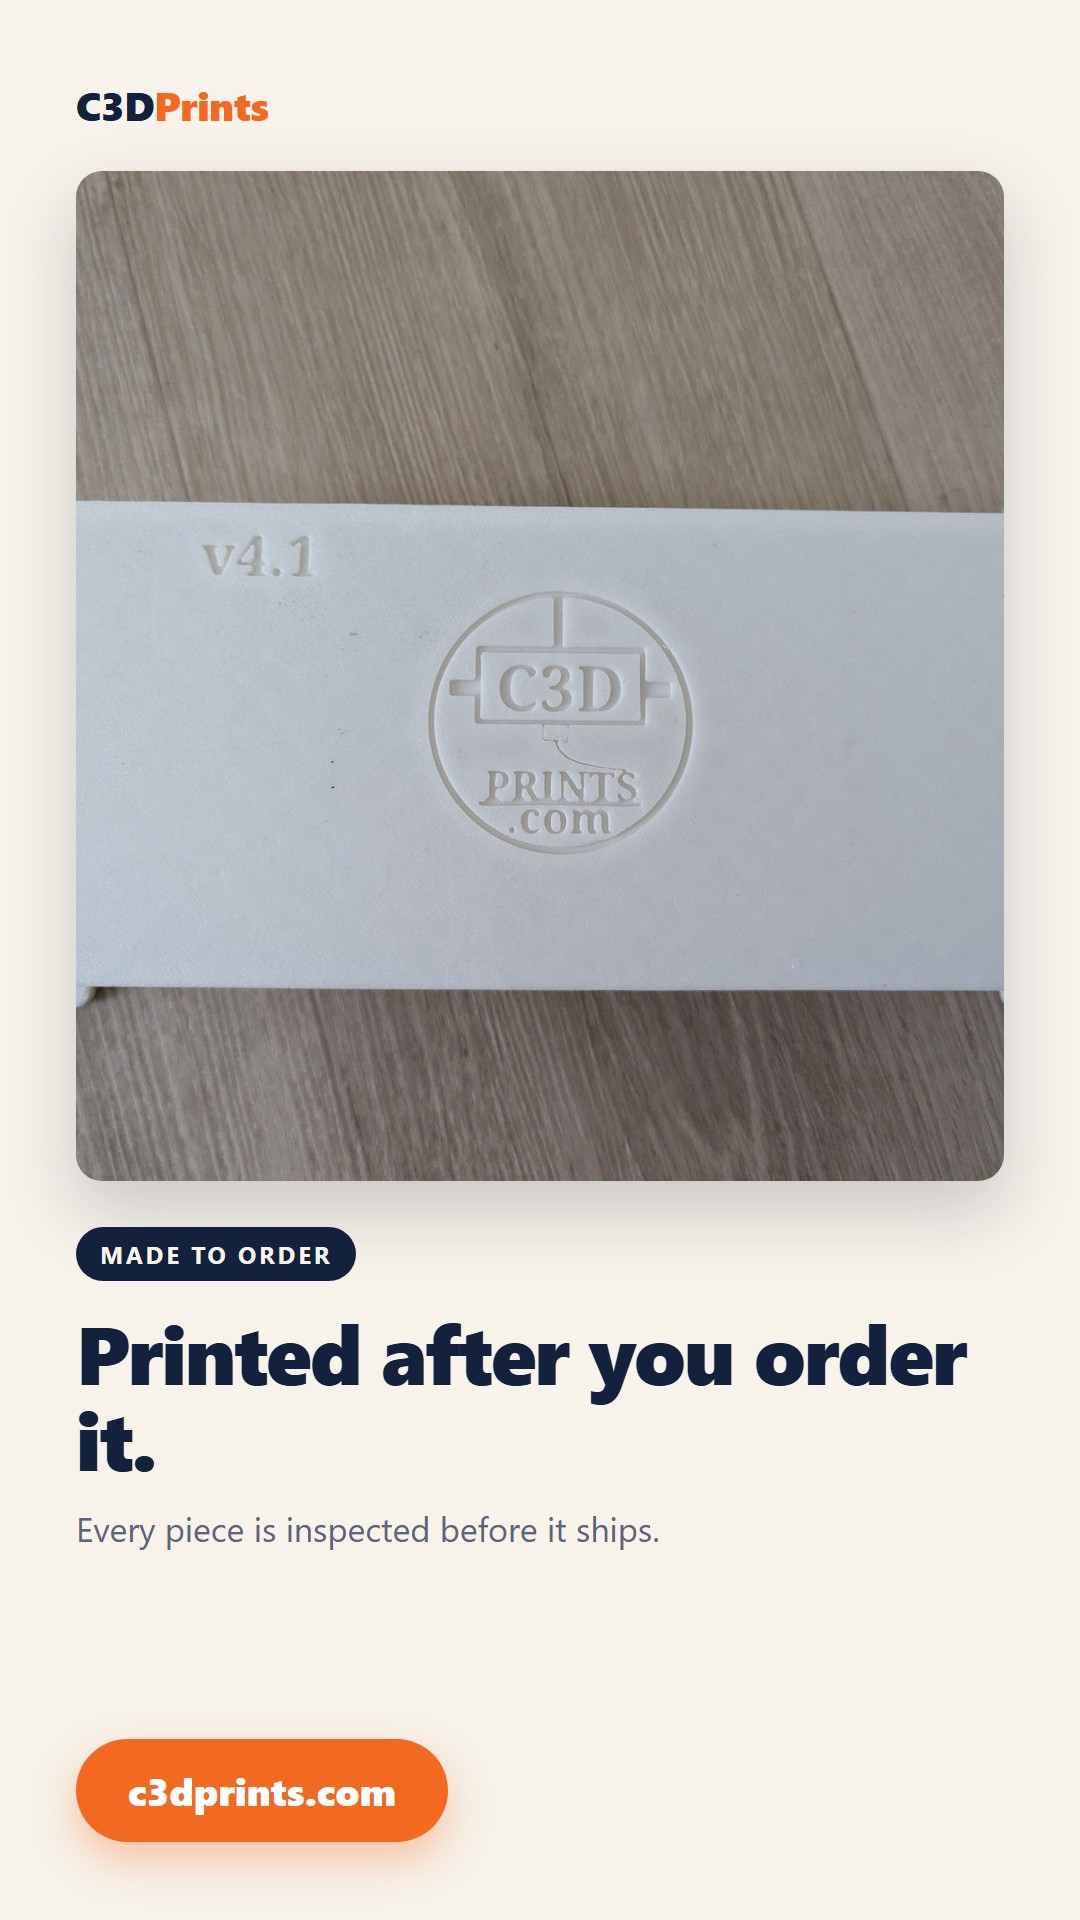 C3DPrints
v4.1
C3D
PRINTS
.com
MADE TO ORDER
Printed after you order
it.
Every piece is inspected before it ships.
c3dprints.com